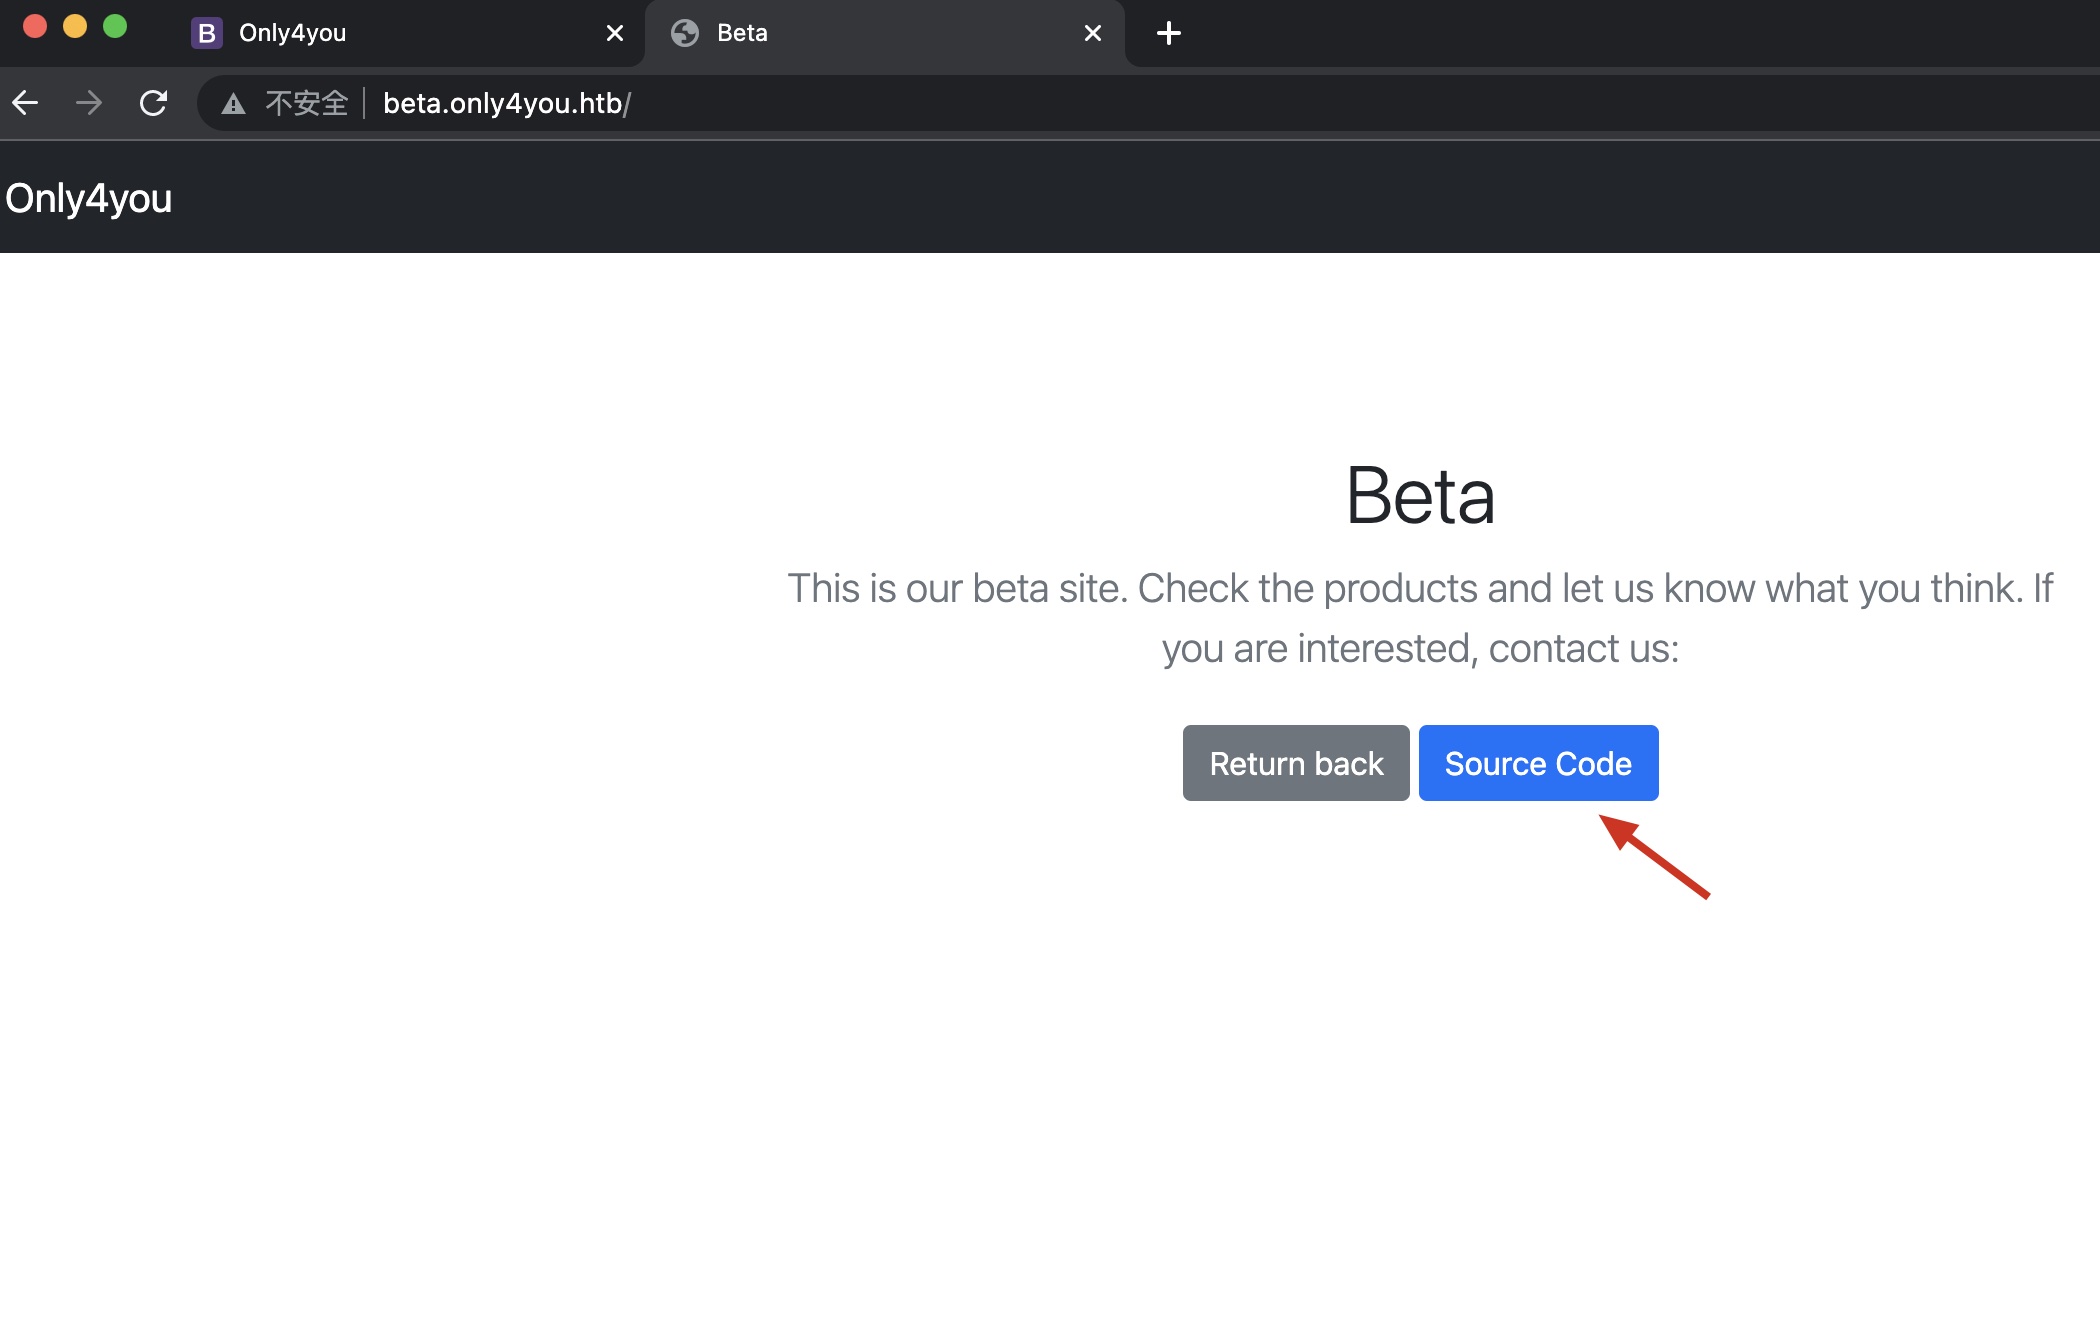 B Only4you
Beta
不安全 beta.only4you.htb/
Only4you
Beta
This is our beta site. Check the products and let us know what you think. If
you are interested, contact us:
Return back Source Code